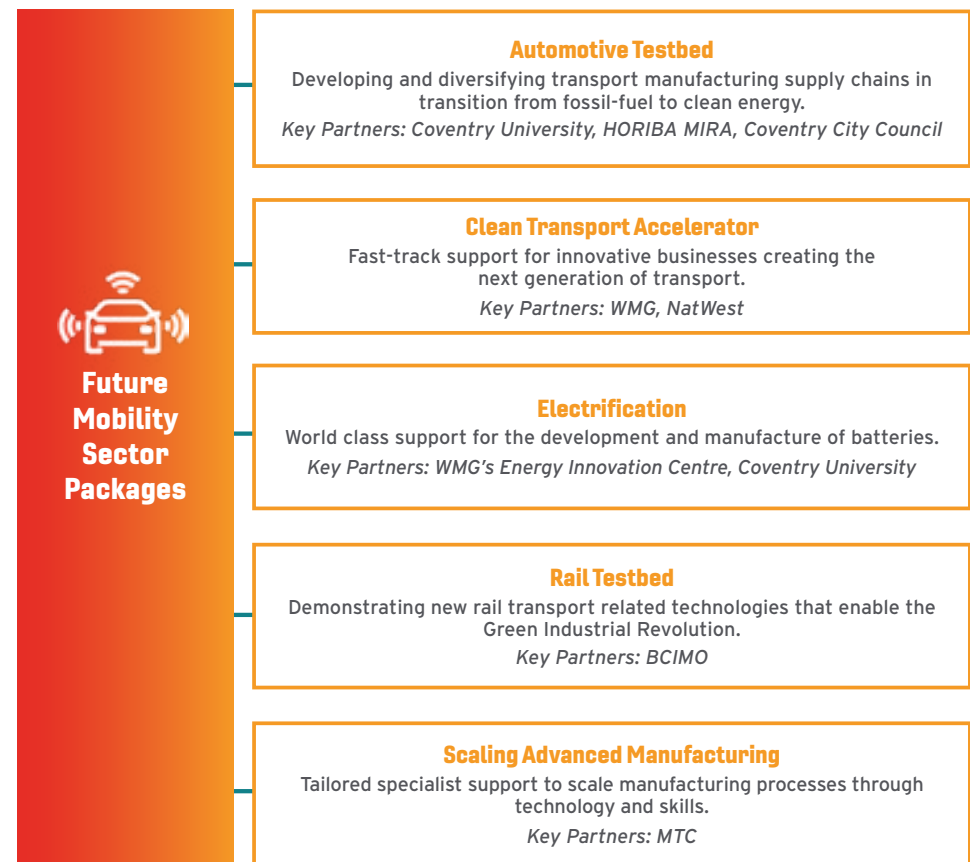 Future
Mobility
Sector
Packages
Automotive Testbed
Developing and diversifying transport manufacturing supply chains in
transition from fossil-fuel to clean energy.
Key Partners: Coventry University, HORIBA MIRA, Coventry City Council
Clean Transport Accelerator
Fast-track support for innovative businesses creating the
next generation of transport.
Key Partners: WMG, NatWest
Electrification
World class support for the development and manufacture of batteries.
Key Partners: WMG's Energy Innovation Centre, Coventry University
Rail Testbed
Demonstrating new rail transport related technologies that enable the
Green Industrial Revolution.
Key Partners: BCIMO
Scaling Advanced Manufacturing
Tailored specialist support to scale manufacturing processes through
technology and skills.
Key Partners: MTC